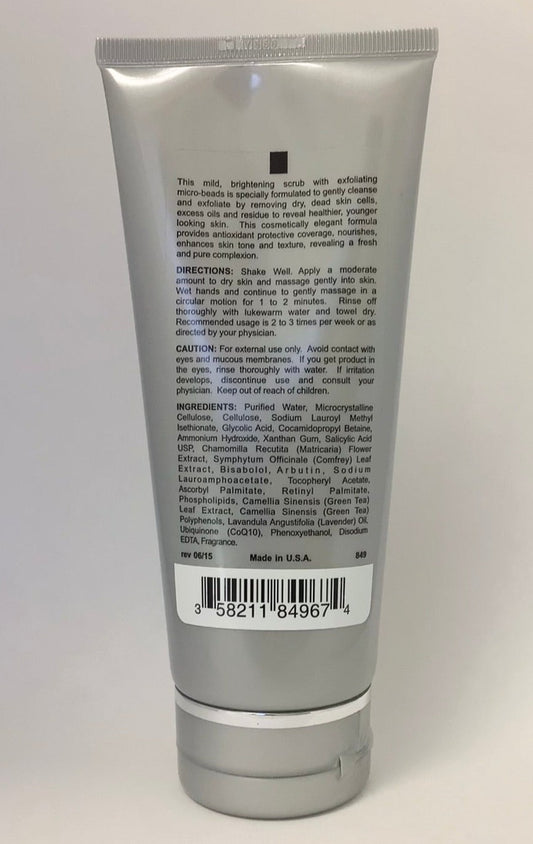 This mild, brightening scrub with exfoliating
micro-beads is specially formulated to gently cleanse
and exfoliate by removing dry, dead skin cells,
excess oils and residue to reveal healthier, younger
looking skin. This cosmetically elegant formula
provides antioxidant protective coverage, nourishes,
enhances skin tone and texture, revealing a fresh
and pure complexion.
DIRECTIONS: Shake Well. Apply a moderate
amount to dry skin and massage gently into skin.
Wet hands and continue to gently massage in a
circular motion for 1 to 2 minutes. Rinse off
thoroughly with lukewarm water and towel dry.
Recommended usage is 2 to 3 times per week or as
directed by your physician.
CAUTION: For external use only. Avoid contact with
eyes and mucous membranes. If you get product in
the eyes, rinse thoroughly with water. If irritation
develops, discontinue use and consult your
physician. Keep out of reach of children.
INGREDIENTS: Purified Water, Microcrystalline
Cellulose, Cellulose, Sodium Lauroyl Methyl
Isethionate, Glycolic Acid, Cocamidopropyl Betaine,
Ammonium Hydroxide, Xanthan Gum, Salicylic Acid
USP, Chamomilla Recutita (Matricaria) Flower
Extract, Symphytum Officinale (Comfrey) Leaf
Extract, Bisabolol, Arbutin, Sodium
Lauroamphoacetate, Tocopheryl Acetate,
Ascorbyl Palmitate, Retinyl Palmitate,
Phospholipids, Camellia Sinensis (Green Tea)
Leaf Extract, Camellia Sinensis (Green Tea)
Polyphenols, Lavandula Angustifolia (Lavender) Oil,
Ubiquinone (CoQ10), Phenoxyethanol, Disodium
EDTA, Fragrance.
rev 06/15 Made in U.S.A. 849
3 58211 84967 4